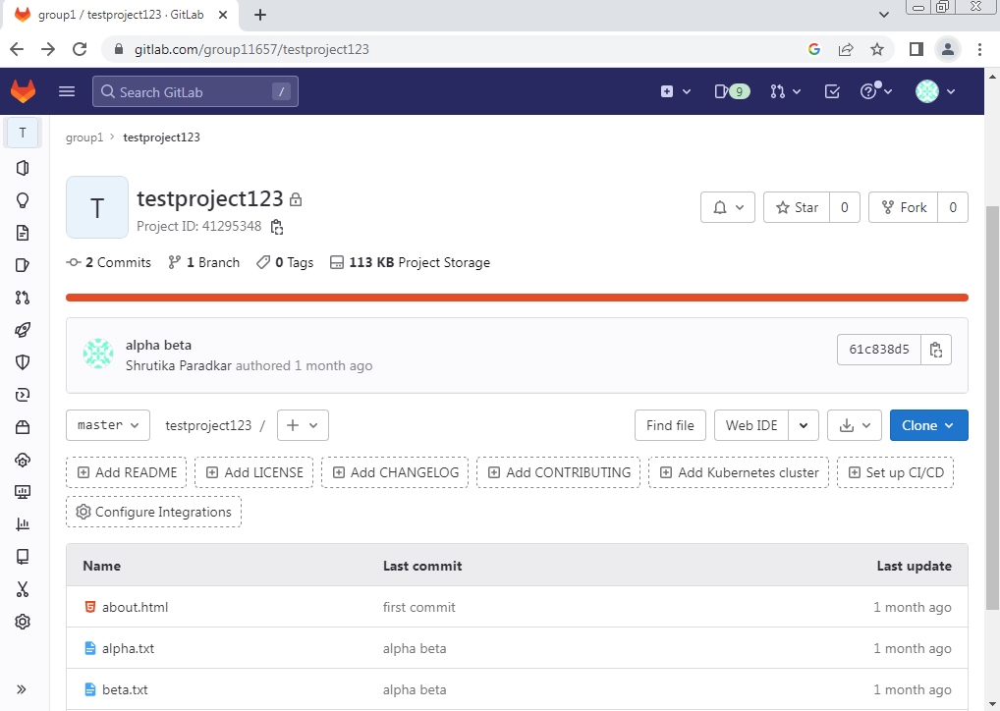 group1 / testproject123 · GitLab
gitlab.com/group11657/testproject123
Search GitLab /
9
T
group1 › testproject123
T
testproject123
Project ID: 41295348
Star 0
Fork 0
2 Commits 1 Branch 0 Tags 113 KB Project Storage
alpha beta
Shrutika Paradkar authored 1 month ago
61c838d5
master testproject123 / Find file Web IDE Clone
Add README Add LICENSE Add CHANGELOG Add CONTRIBUTING Add Kubernetes cluster Set up CI/CD
Configure Integrations
Name Last commit Last update
about.html first commit 1 month ago
alpha.txt alpha beta 1 month ago
beta.txt alpha beta 1 month ago